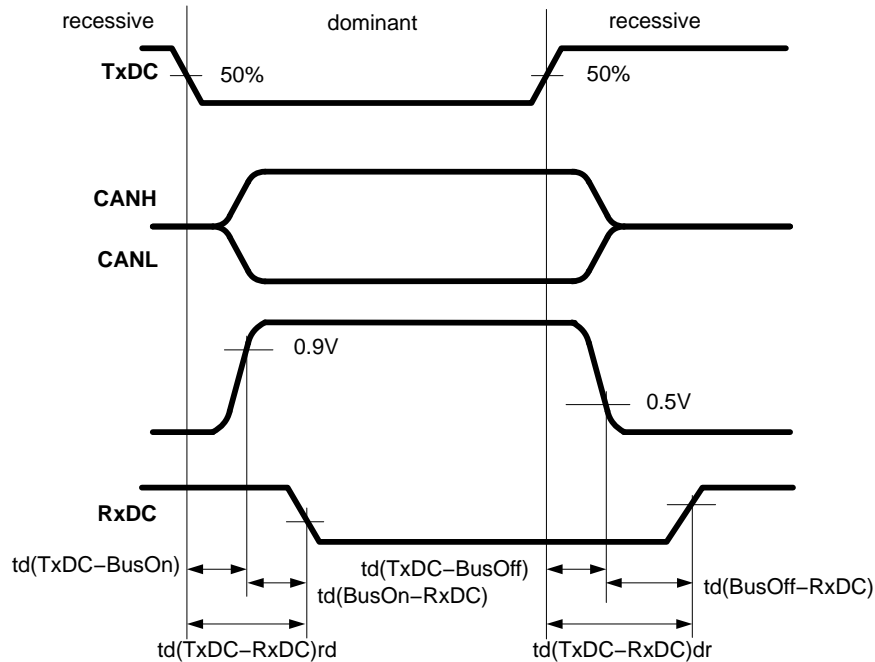 recessive dominant recessive
TxDC 50% 50%
CANH
CANL
0.9V
0.5V
RxDC
td(TxDC−BusOn) td(TxDC−BusOff)
td(BusOn−RxDC) td(BusOff−RxDC)
td(TxDC−RxDC)rd td(TxDC−RxDC)dr